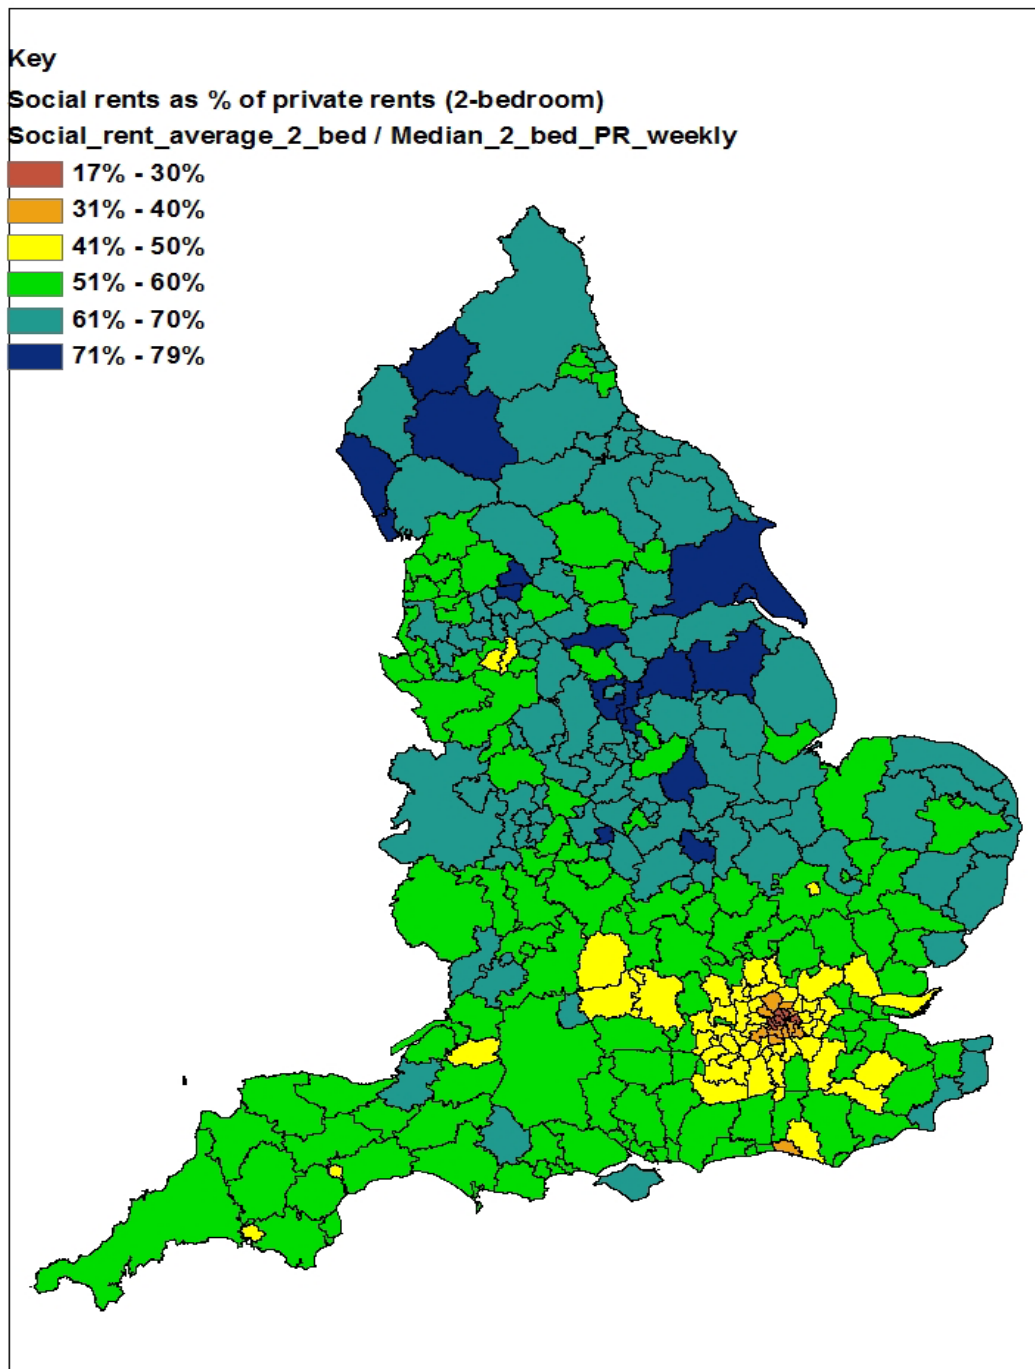 Key
Social rents as % of private rents (2-bedroom)
Social_rent_average_2_bed / Median_2_bed_PR_weekly
17% - 30%
31% - 40%
41% - 50%
51% - 60%
61% - 70%
71% - 79%